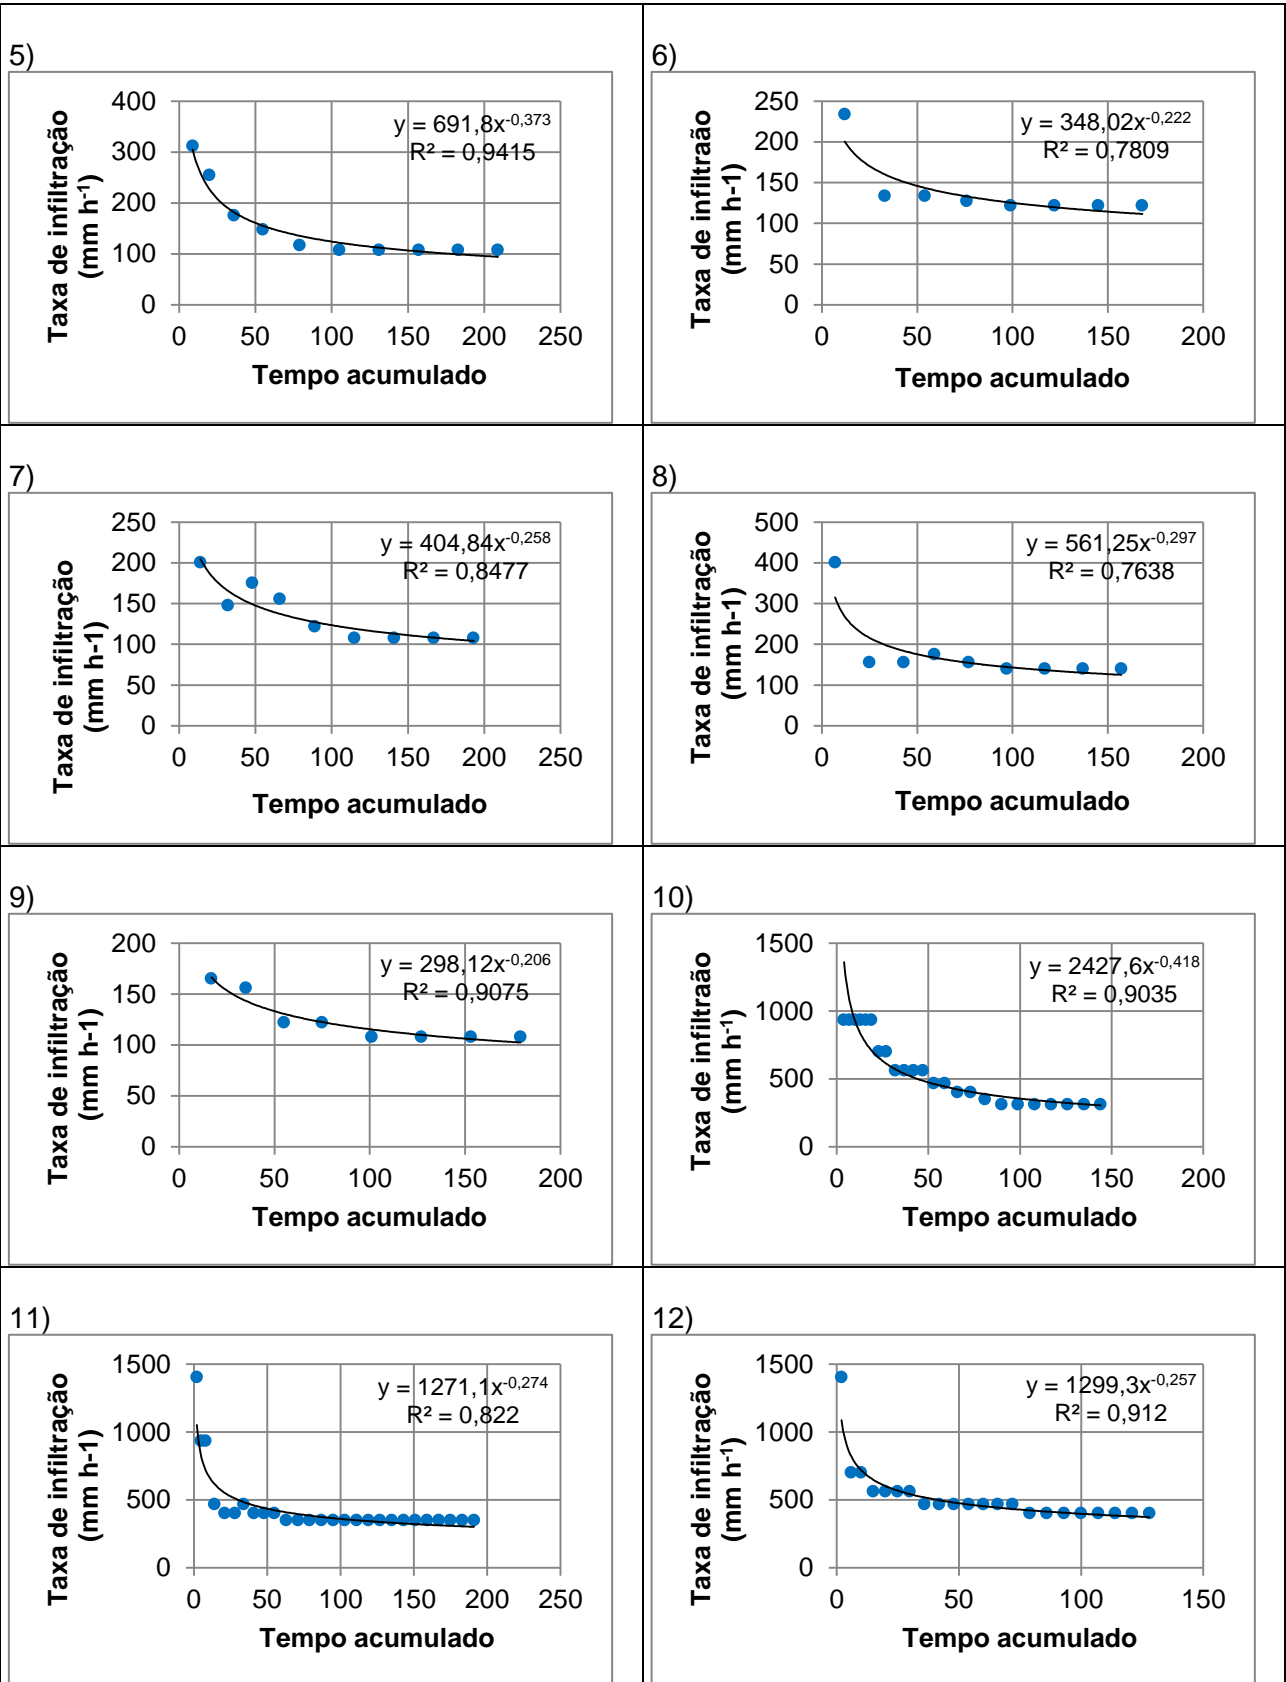 5)
400
300
200
100
0
y = 691,8x-0,373
R² = 0,9415
Taxa de infiltração
(mm h-1)
0 50 100 150 200 250
Tempo acumulado
6)
250
200
150
100
50
0
y = 348,02x-0,222
R² = 0,7809
Taxa de infiltraão
(mm h-1)
0 50 100 150 200
Tempo acumulado
7)
250
200
150
100
50
0
y = 404,84x-0,258
R² = 0,8477
Taxa de infiltração
(mm h-1)
0 50 100 150 200 250
Tempo acumulado
8)
500
400
300
200
100
0
y = 561,25x-0,297
R² = 0,7638
Taxa de infiltração
(mm h-1)
0 50 100 150 200
Tempo acumulado
9)
200
150
100
50
0
y = 298,12x-0,206
R² = 0,9075
Taxa de infiltração
(mm h-1)
0 50 100 150 200
Tempo acumulado
10)
1500
1000
500
0
y = 2427,6x-0,418
R² = 0,9035
Taxa de infiltraão
(mm h-1)
0 50 100 150 200
Tempo acumulado
11)
1500
1000
500
0
y = 1271,1x-0,274
R² = 0,822
Taxa de infiltração
(mm h-1)
0 50 100 150 200 250
Tempo acumulado
12)
1500
1000
500
0
y = 1299,3x-0,257
R² = 0,912
Taxa de infiltração
(mm h-1)
0 50 100 150
Tempo acumulado